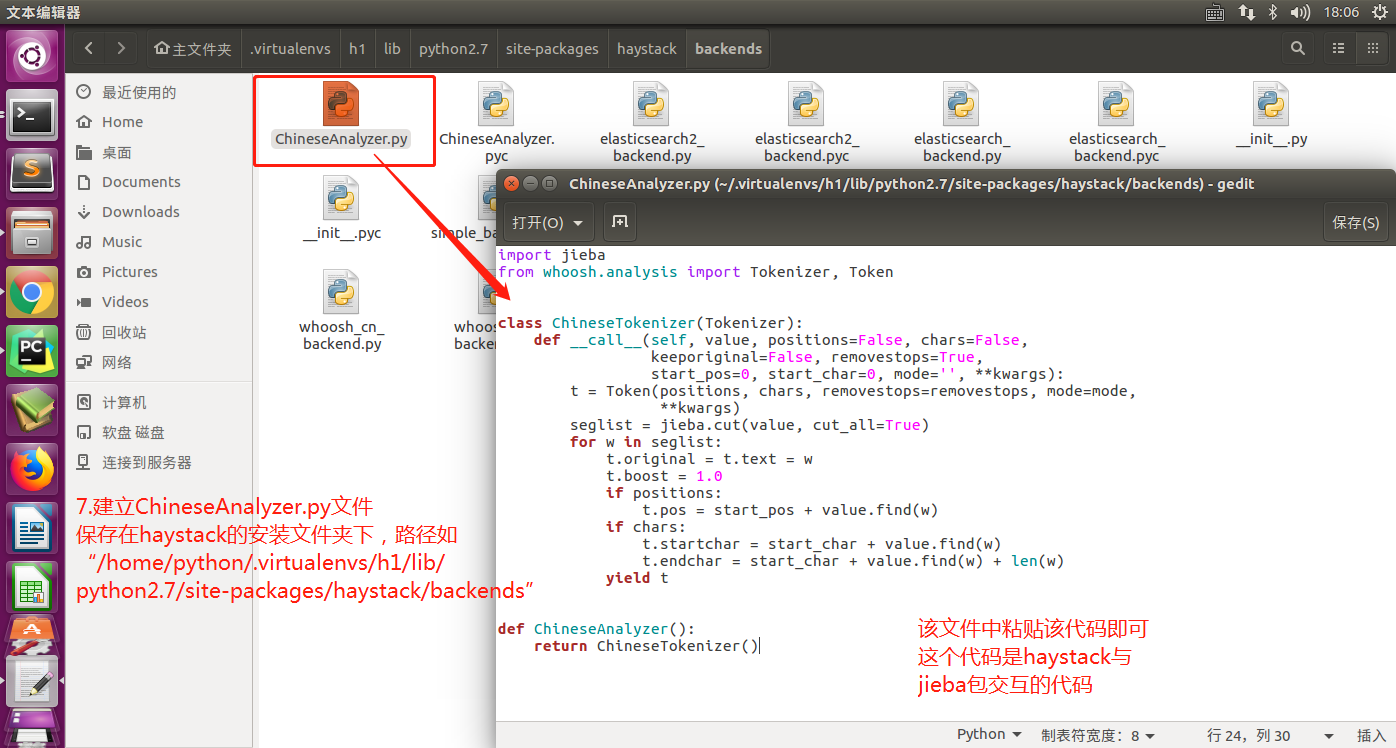 文本编辑器
18:06
主文件夹 .virtualenvs h1 lib python2.7 site-packages haystack backends
最近使用的
Home
桌面
Documents
Downloads
Music
Pictures
Videos
回收站
网络
计算机
软盘 磁盘
连接到服务器
ChineseAnalyzer.py
ChineseAnalyzer.
pyc
elasticsearch2_
backend.py
elasticsearch2_
backend.pyc
elasticsearch_
backend.py
elasticsearch_
backend.pyc
__init__.py
__init__.pyc
simple_ba
whoosh_cn_
backend.py
whoos
backen
ChineseAnalyzer.py (~/.virtualenvs/h1/lib/python2.7/site-packages/haystack/backends) - gedit
打开(O)
保存(S)
import jieba
from whoosh.analysis import Tokenizer, Token
class ChineseTokenizer(Tokenizer):
    def __call__(self, value, positions=False, chars=False,
                 keeporiginal=False, removestops=True,
                 start_pos=0, start_char=0, mode='', **kwargs):
        t = Token(positions, chars, removestops=removestops, mode=mode,
                  **kwargs)
        seglist = jieba.cut(value, cut_all=True)
        for w in seglist:
            t.original = t.text = w
            t.boost = 1.0
            if positions:
                t.pos = start_pos + value.find(w)
            if chars:
                t.startchar = start_char + value.find(w)
                t.endchar = start_char + value.find(w) + len(w)
            yield t
def ChineseAnalyzer():
    return ChineseTokenizer()
7.建立ChineseAnalyzer.py文件
保存在haystack的安装文件夹下，路径如
“/home/python/.virtualenvs/h1/lib/
python2.7/site-packages/haystack/backends”
该文件中粘贴该代码即可
这个代码是haystack与
jieba包交互的代码
Python 制表符宽度：8 行 24，列 30 插入